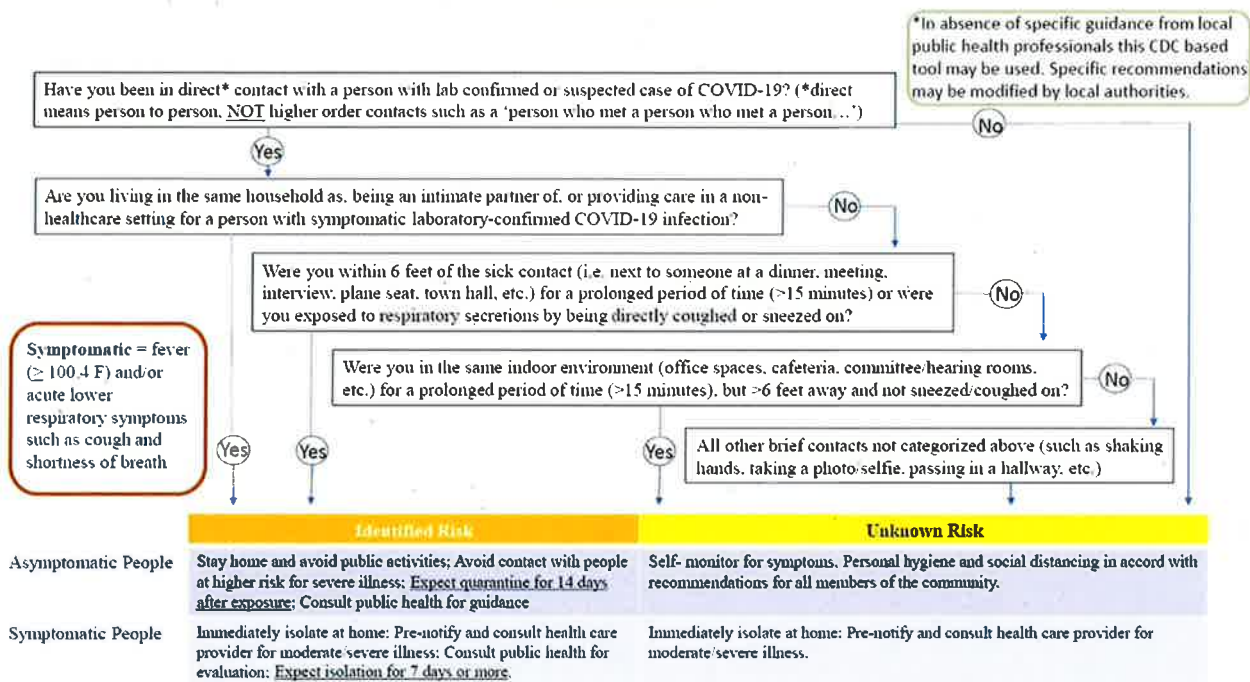 *In absence of specific guidance from local
public health professionals this CDC based
tool may be used. Specific recommendations
may be modified by local authorities.
Have you been in direct* contact with a person with lab confirmed or suspected case of COVID-19? (*direct
means person to person, NOT higher order contacts such as a ‘person who met a person who met a person…’)
No
Yes
Are you living in the same household as, being an intimate partner of, or providing care in a non-
healthcare setting for a person with symptomatic laboratory-confirmed COVID-19 infection?
No
Were you within 6 feet of the sick contact (i.e. next to someone at a dinner, meeting,
interview, plane seat, town hall, etc.) for a prolonged period of time (>15 minutes) or were
you exposed to respiratory secretions by being directly coughed or sneezed on?
No
Symptomatic = fever
(≥ 100.4 F) and/or
acute lower
respiratory symptoms
such as cough and
shortness of breath
Were you in the same indoor environment (office spaces, cafeteria, committee/hearing rooms,
etc.) for a prolonged period of time (>15 minutes), but >6 feet away and not sneezed/coughed on?
No
Yes
Yes
Yes
All other brief contacts not categorized above (such as shaking
hands, taking a photo/selfie, passing in a hallway, etc.)
Identified Risk
Unknown Risk
Asymptomatic People
Stay home and avoid public activities; Avoid contact with people
at higher risk for severe illness; Expect quarantine for 14 days
after exposure; Consult public health for guidance
Self- monitor for symptoms. Personal hygiene and social distancing in accord with
recommendations for all members of the community.
Symptomatic People
Immediately isolate at home: Pre-notify and consult health care
provider for moderate/severe illness: Consult public health for
evaluation; Expect isolation for 7 days or more.
Immediately isolate at home: Pre-notify and consult health care provider for
moderate/severe illness.